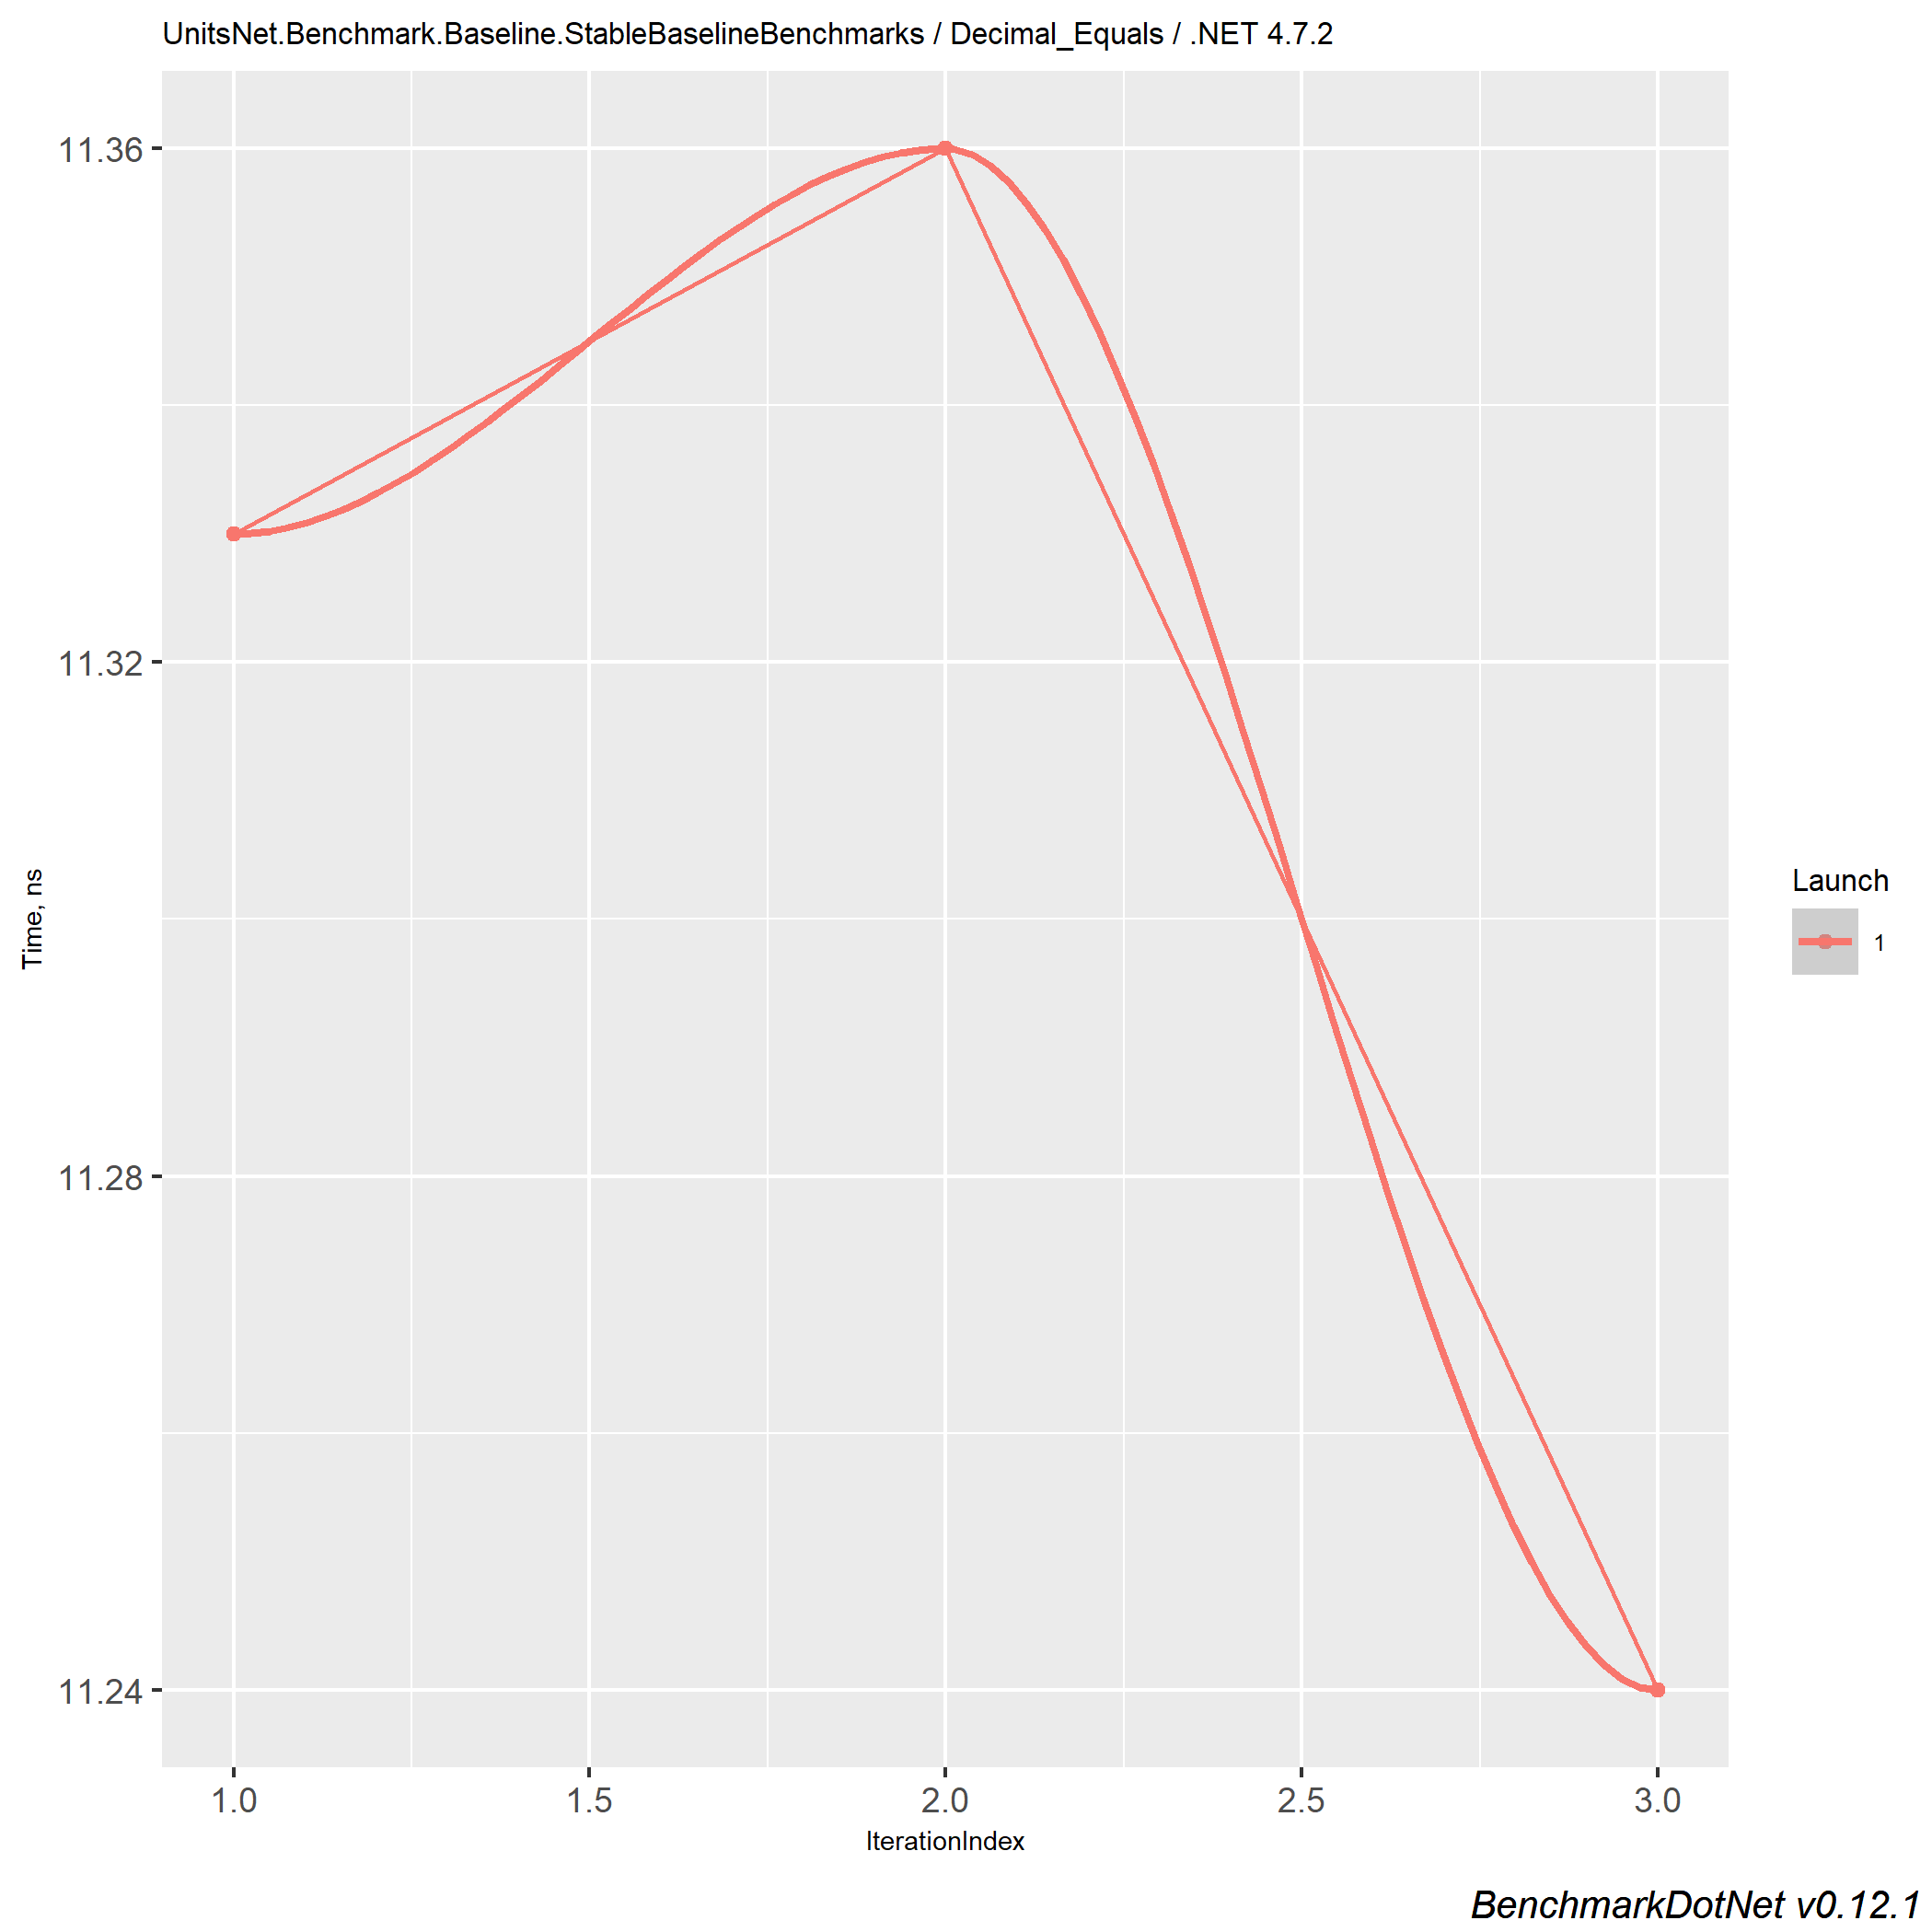 UnitsNet.Benchmark.Baseline.StableBaselineBenchmarks / Decimal_Equals / .NET 4.7.2
11.36
11.32
11.28
11.24
Time, ns
1.0 1.5 2.0 2.5 3.0
IterationIndex
Launch
1
BenchmarkDotNet v0.12.1